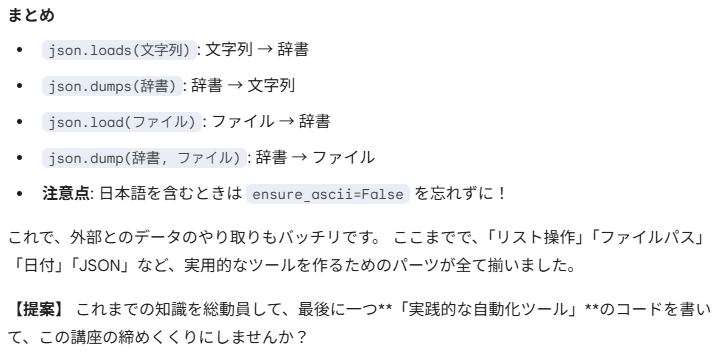 まとめ
• json.loads(文字列): 文字列 → 辞書
• json.dumps(辞書): 辞書 → 文字列
• json.load(ファイル): ファイル → 辞書
• json.dump(辞書, ファイル): 辞書 → ファイル
• 注意点: 日本語を含むときは ensure_ascii=False を忘れずに！
これで、外部とのデータのやり取りもバッチリです。 ここまでで、「リスト操作」「ファイルパス」
「日付」「JSON」など、実用的なツールを作るためのパーツが全て揃いました。
【提案】 これまでの知識を総動員して、最後に一つ**「実践的な自動化ツール」**のコードを書い
て、この講座の締めくくりにしませんか？